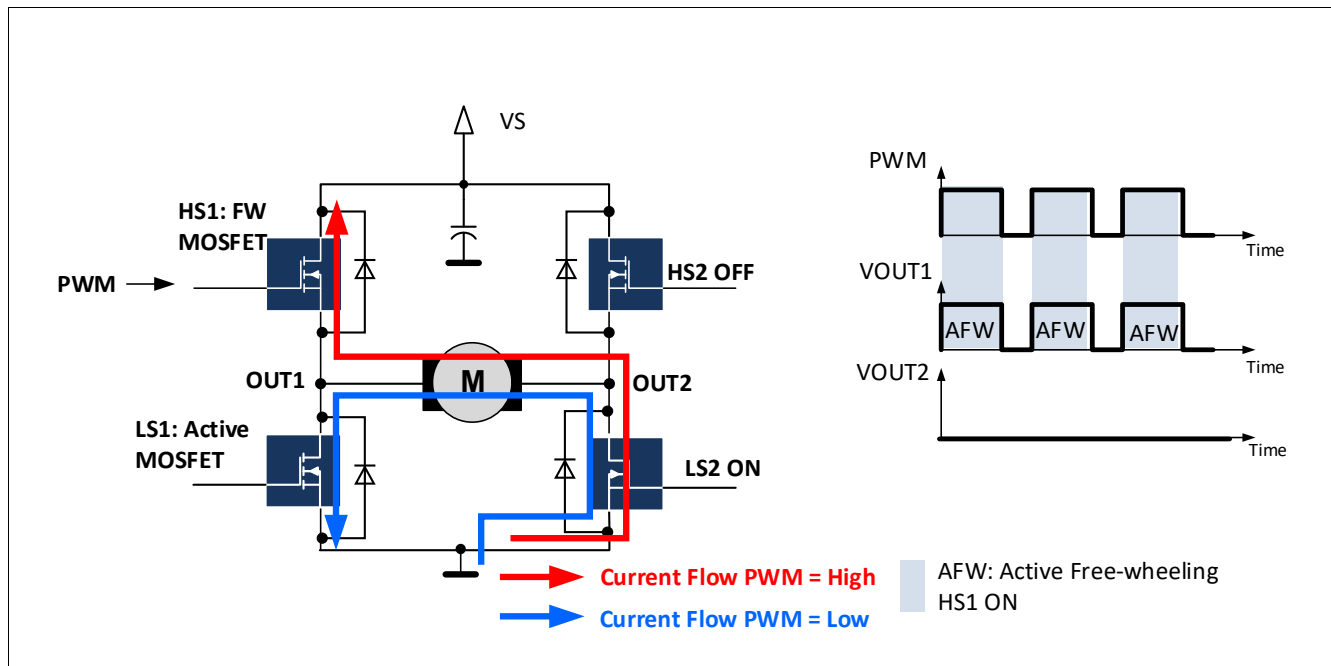 VS
HS1: FW
MOSFET
PWM
HS2 OFF
OUT1
M
OUT2
LS1: Active
MOSFET
LS2 ON
Current Flow PWM = High
Current Flow PWM = Low
PWM
Time
VOUT1
AFW
AFW
AFW
Time
VOUT2
Time
AFW: Active Free-wheeling
HS1 ON